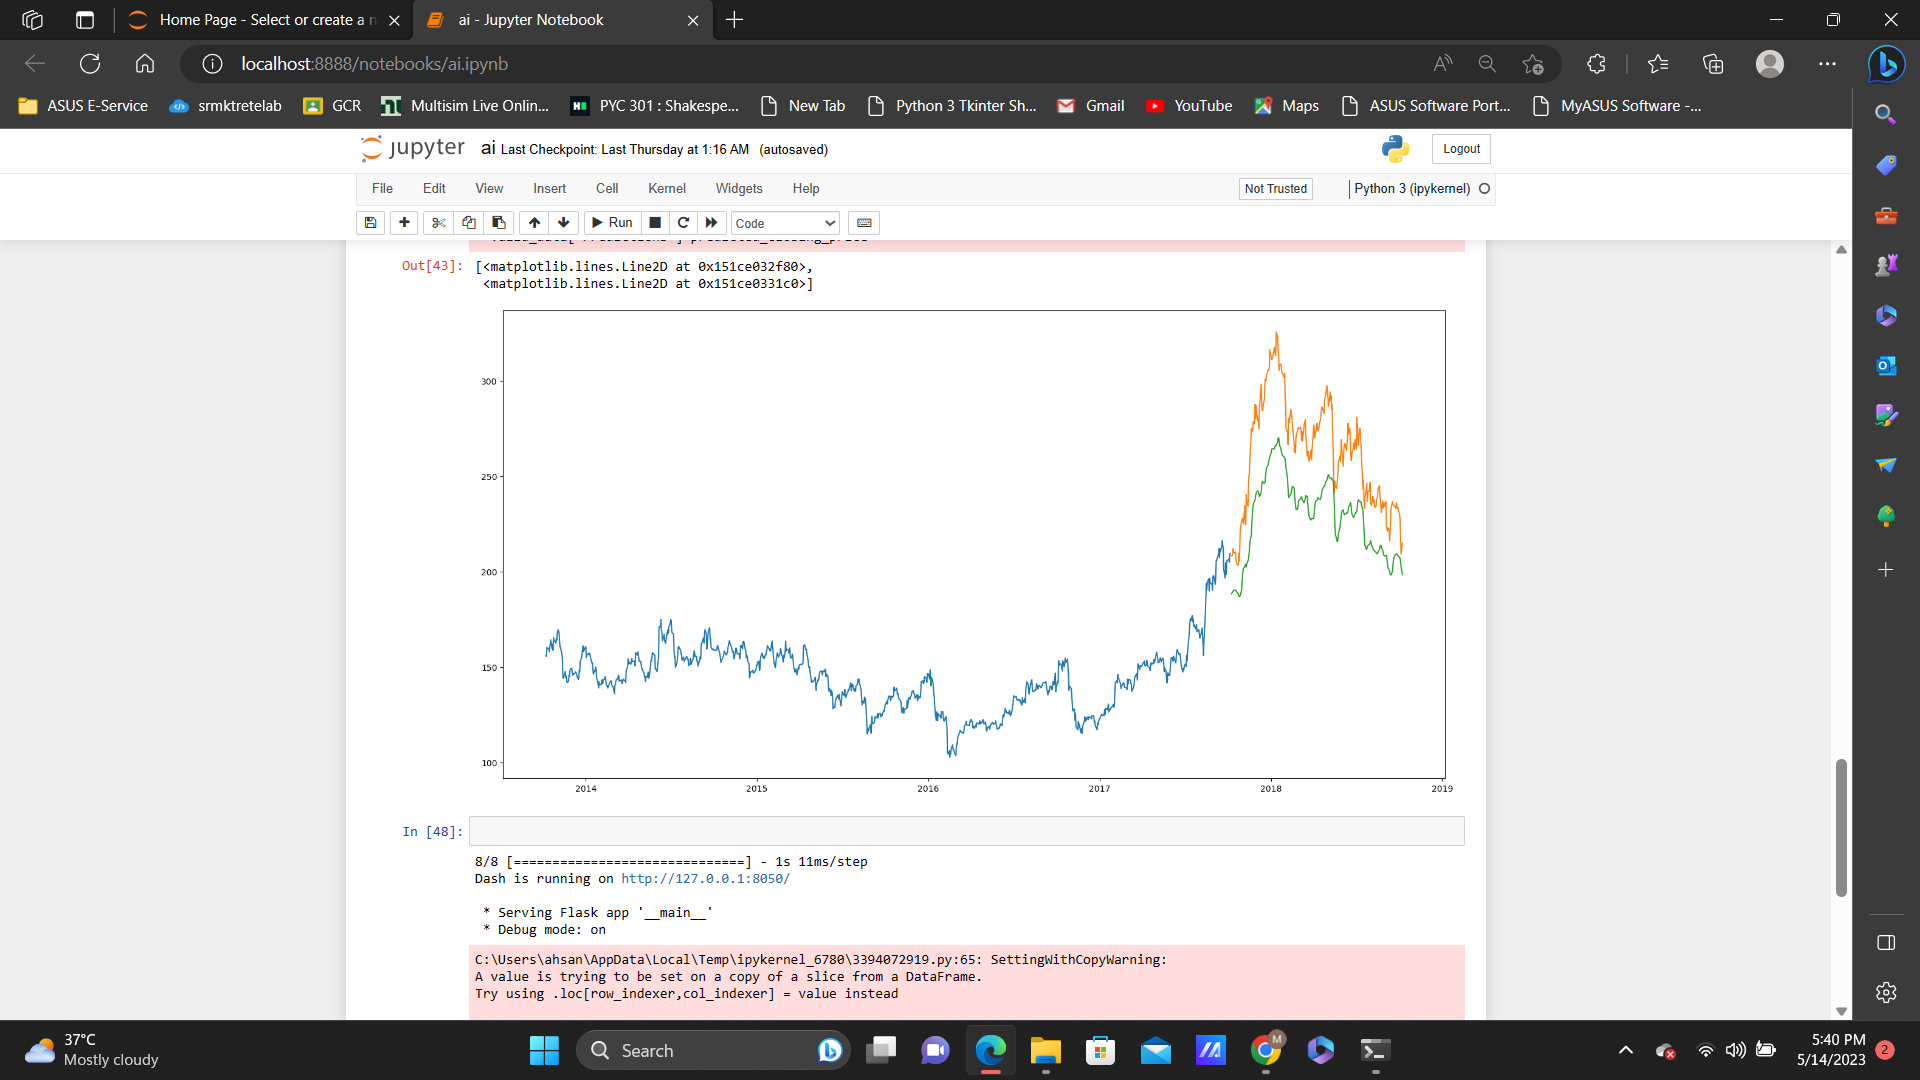 Home Page - Select or create a n
ai - Jupyter Notebook
localhost:8888/notebooks/ai.ipynb
ASUS E-Service
srmktretelab
GCR
Multisim Live Onlin...
PYC 301 : Shakespe...
New Tab
Python 3 Tkinter Sh...
Gmail
YouTube
Maps
ASUS Software Port...
MyASUS Software -...
jupyter
ai Last Checkpoint: Last Thursday at 1:16 AM (autosaved)
Logout
File Edit View Insert Cell Kernel Widgets Help
Not Trusted
Python 3 (ipykernel)
Run
Code
Out[43]: [<matplotlib.lines.Line2D at 0x151ce032f80>,
<matplotlib.lines.Line2D at 0x151ce0331c0>]
300
250
200
150
100
2014 2015 2016 2017 2018 2019
In [48]:
8/8 [==============================] - 1s 11ms/step
Dash is running on http://127.0.0.1:8050/
* Serving Flask app '__main__'
* Debug mode: on
C:\Users\ahsan\AppData\Local\Temp\ipykernel_6780\3394072919.py:65: SettingWithCopyWarning:
A value is trying to be set on a copy of a slice from a DataFrame.
Try using .loc[row_indexer,col_indexer] = value instead
37°C
Mostly cloudy
Search
M
5:40 PM
5/14/2023
2